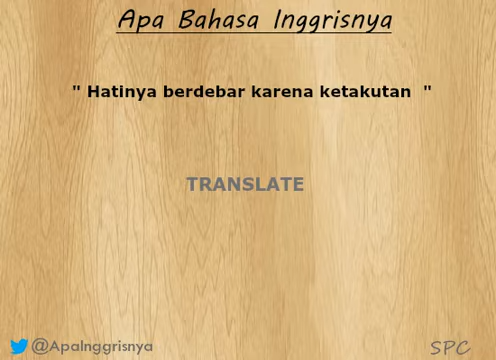 Apa Bahasa Inggrisnya
" Hatinya berdebar karena ketakutan "
TRANSLATE
@ApaInggrisnya
SPC